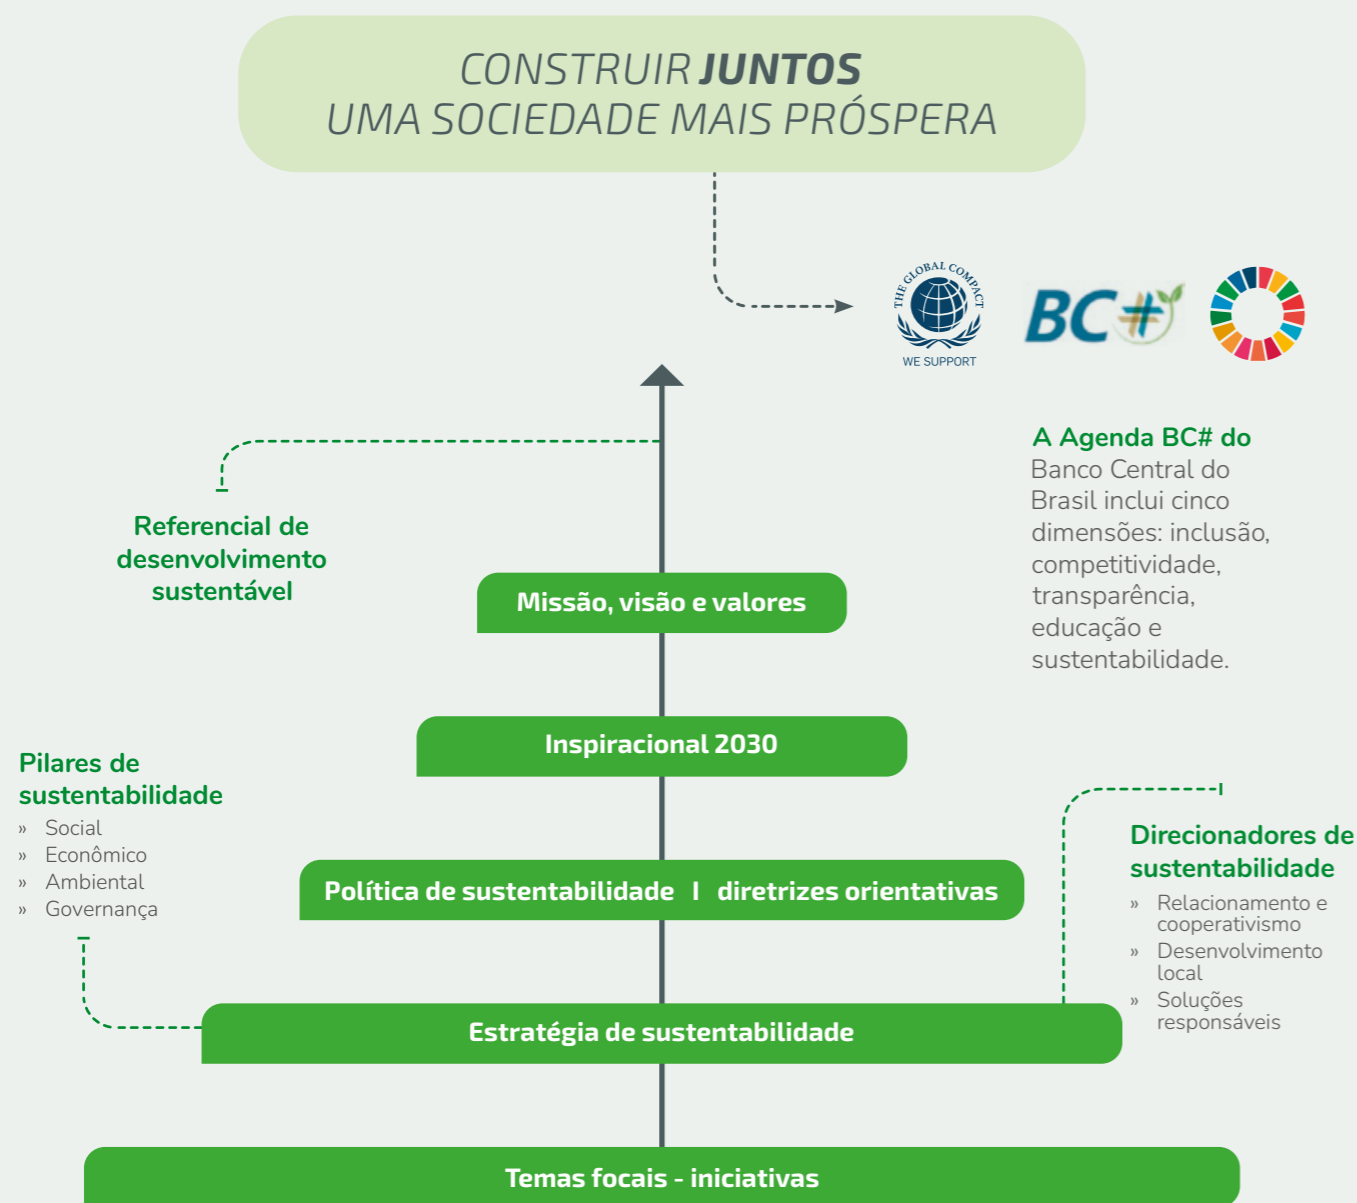 CONSTRUIR JUNTOS
UMA SOCIEDADE MAIS PRÓSPERA
THE GLOBAL COMPACT
WE SUPPORT
BC#
A Agenda BC# do
Banco Central do
Brasil inclui cinco
dimensões: inclusão,
competitividade,
transparência,
educação e
sustentabilidade.
Referencial de
desenvolvimento
sustentável
Missão, visão e valores
Inspiracional 2030
Pilares de
sustentabilidade
» Social
» Econômico
» Ambiental
» Governança
Política de sustentabilidade I diretrizes orientativas
Direcionadores de
sustentabilidade
» Relacionamento e
cooperativismo
» Desenvolvimento
local
» Soluções
responsáveis
Estratégia de sustentabilidade
Temas focais - iniciativas